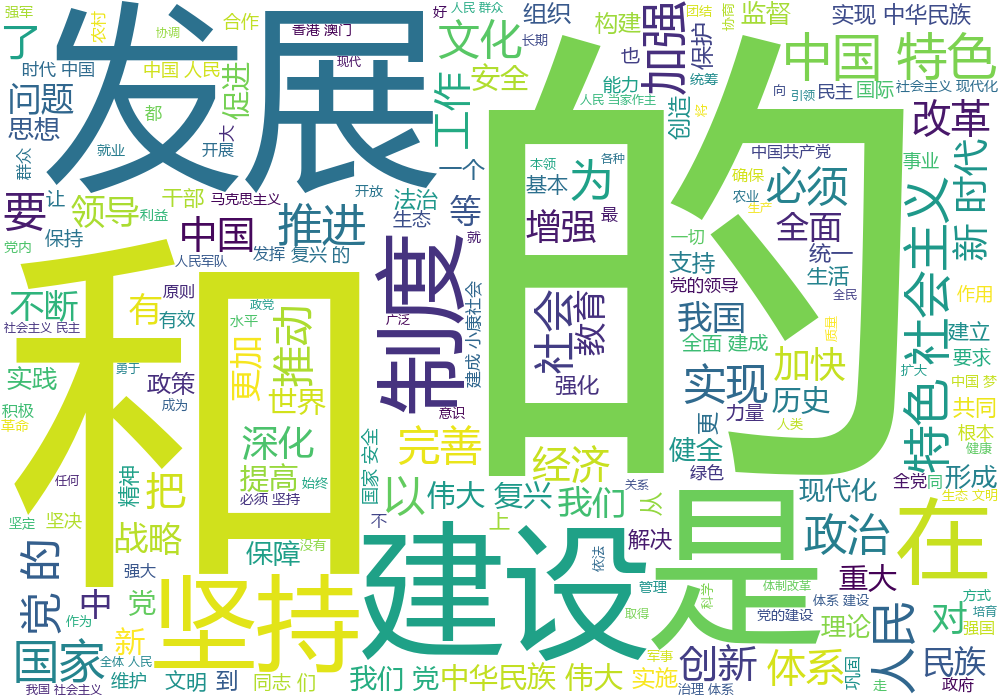 发展
的
和
是
建设
坚持
制度
在
强军
农村
协调
合作
香港 澳门
好
人民 群众
组织
长期
构建
团结
协商
监督
实现 中华民族
了
时代 中国
中国 人民
促进
现代
文化
也
加强
保护
统筹
中国 特色
问题
思想
都
大
工作
安全
能力
人民 当家作主
创造
向
引领
民主
国际
社会主义 现代化
改革
群众
就业
开展
一个
本领
各种
中国共产党
事业
新 时代
要
让
马克思主义
干部
开放
法治
基本
为
确保
农业
必须
生产
领导
利益
中国
推进
生态
等
增强
最
全面
统一
党内
保持
人民军队
发挥
复兴 的
就
一切
支持
生活
全民
特色 社会主义
不断
有
原则
有效
政党
水平
广泛
建成 小康社会
社会
教育
党的领导
我国
作用
社会主义 民主
更加
推动
全面 建成
质量
建立
实践
勇于
政策
成为
世界
强化
实现
加快
扩大
要求
积极
革命
意识
历史
力量
更
人类
中国 梦
共同
根本
健康
深化
提高
国家 安全
完善
经济
健全
绿色
任何
精神
把
必须 坚持
始终
以
伟大 复兴
我们
关系
从
现代化
全党
同
形成
生态 文明
坚定
坚决
战略
保障
没有
不
上
解决
政治
党 的
强大
依法
管理
体制改革
重大
方式
培育
中
党
作为
新
取得
科学
党的建设
体系 建设
理论
人民
对
强国
国家
全体 人民
维护
我国 社会主义
文明
到
同志 们
我们 党
中华民族 伟大
军事
实施
创新
治理 体系
体系
巩固
走
民族
政府